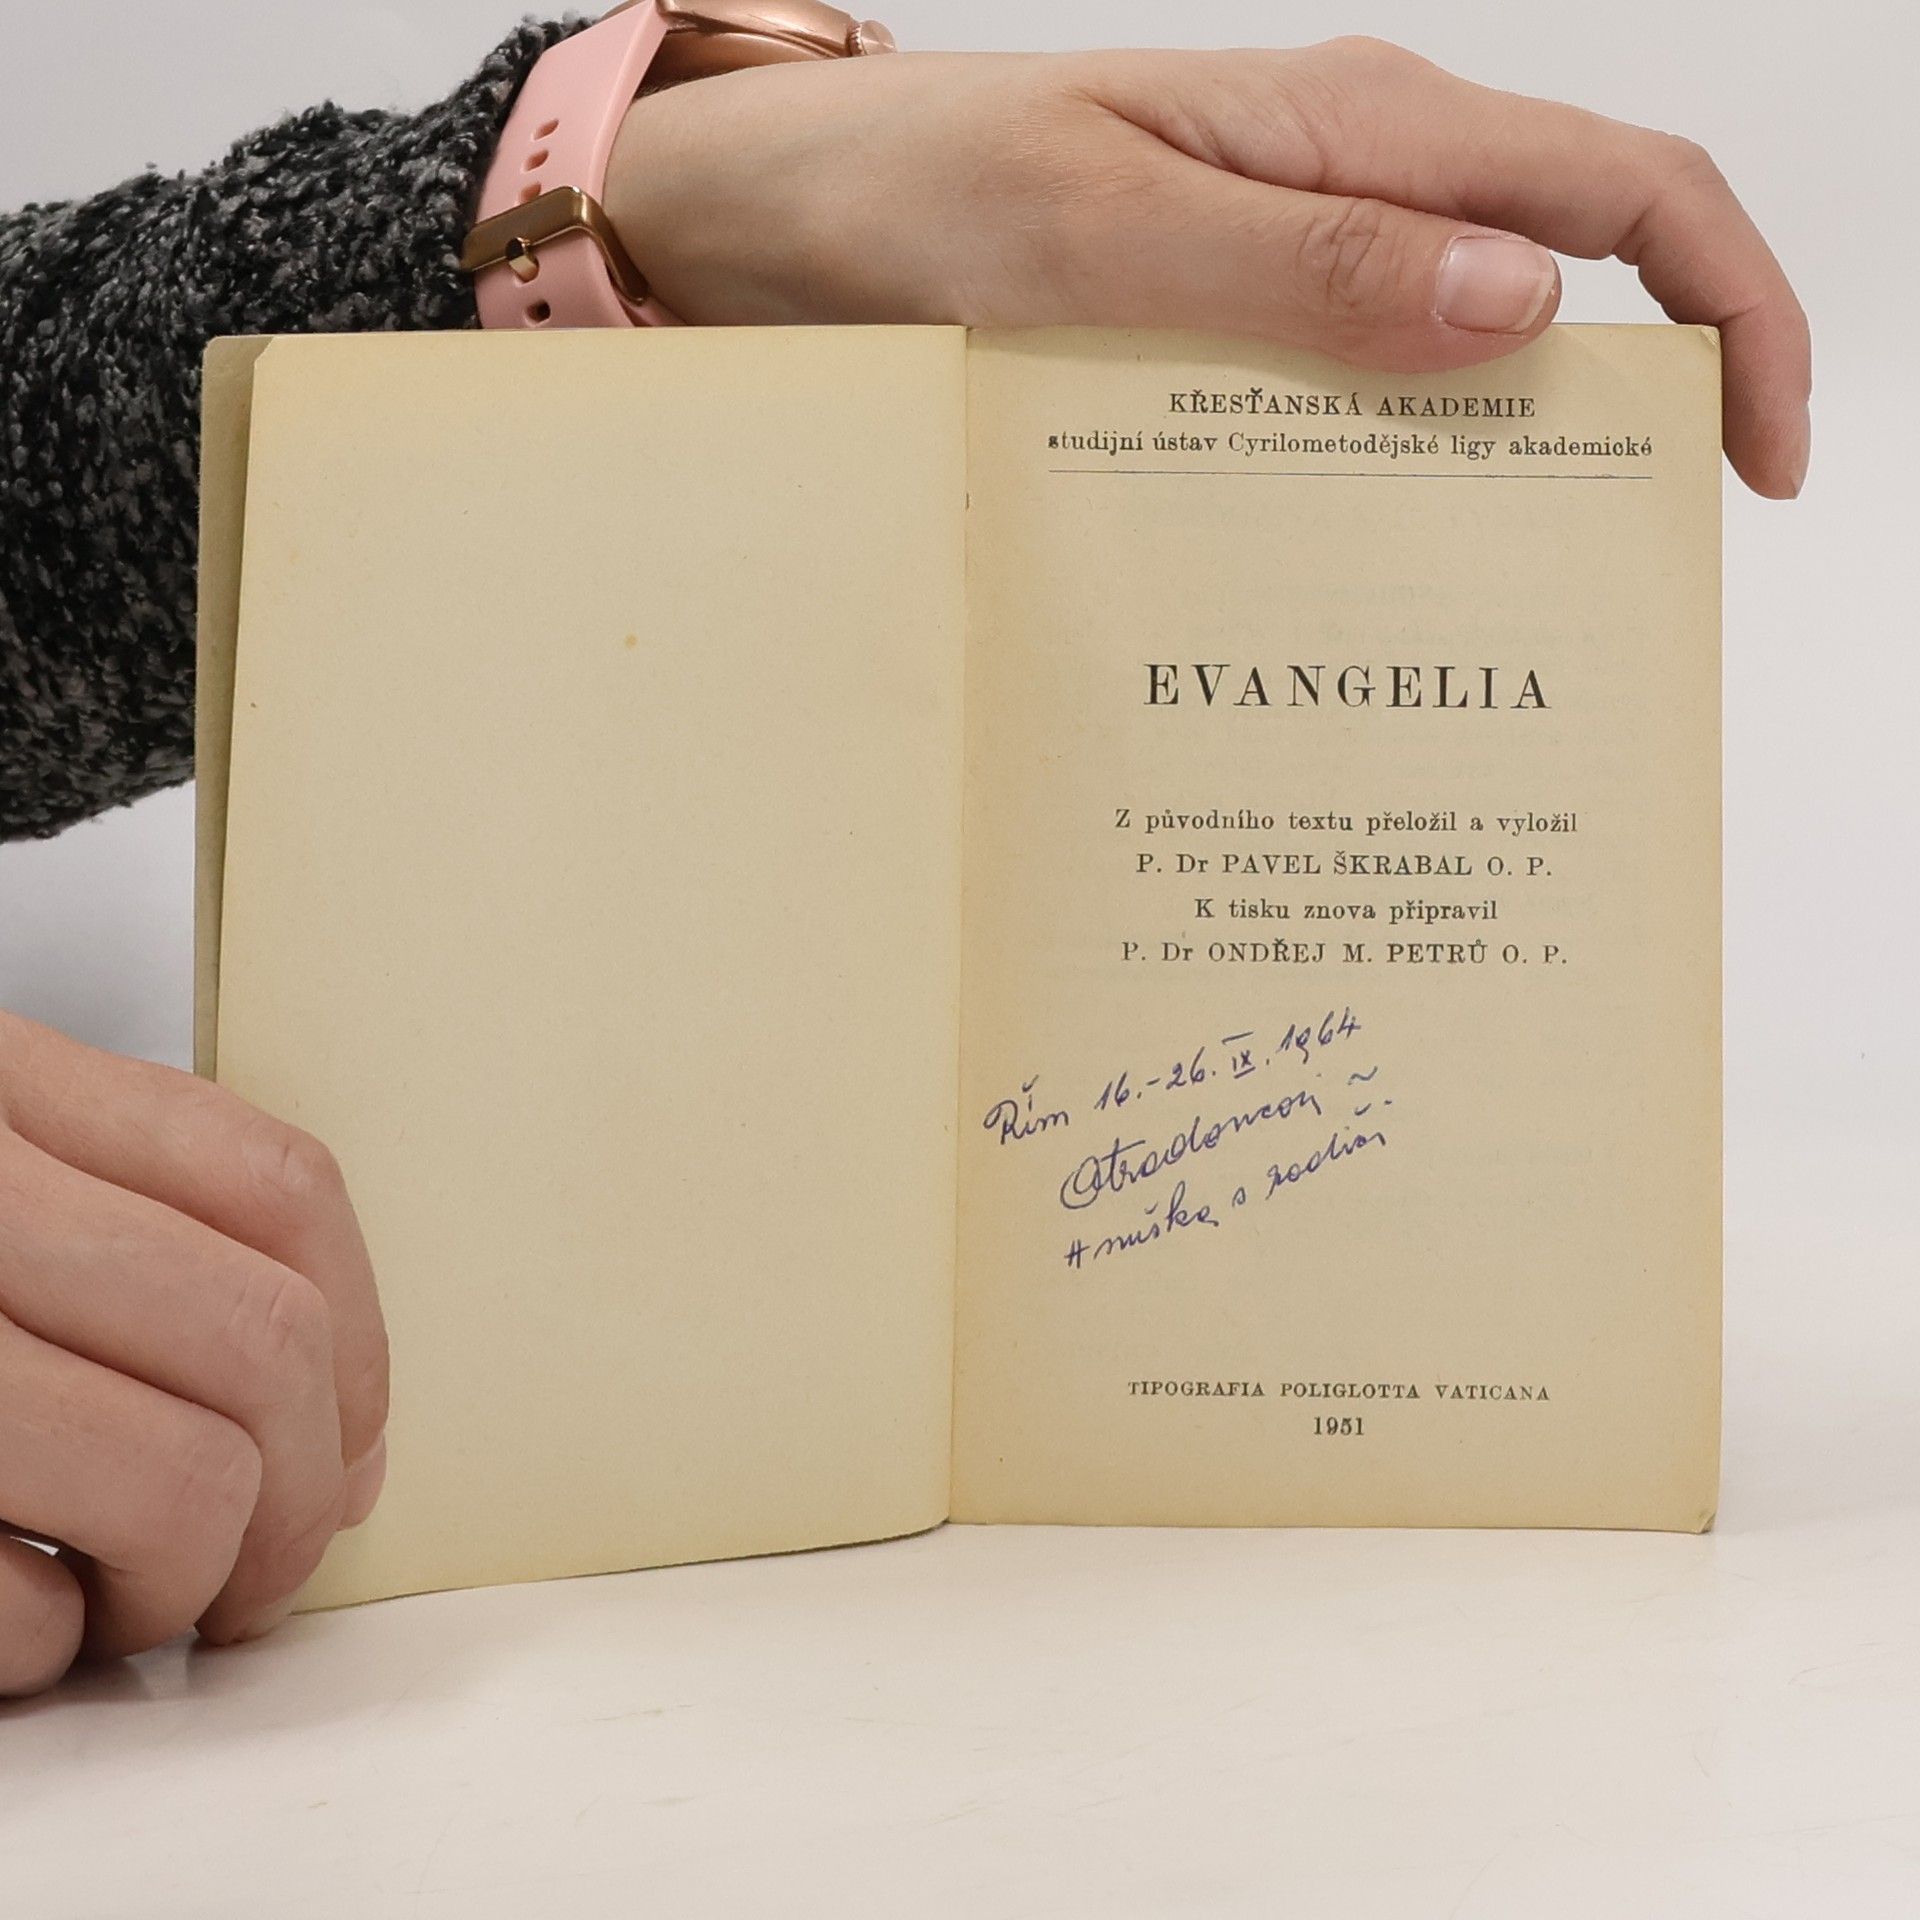 KŘESŤANSKÁ AKADEMIE
studijní ústav Cyrilometodějské ligy akademické
EVANGELIA
Z původního textu přeložil a vyložil
P. Dr PAVEL ŠKRABAL O. P.
K tisku znova připravil
P. Dr ONDŘEJ M. PETRŮ O. P.
Řím 16.-26. IX. 1964
s rodiči
TIPOGRAFIA POLIGLOTTA VATICANA
1951